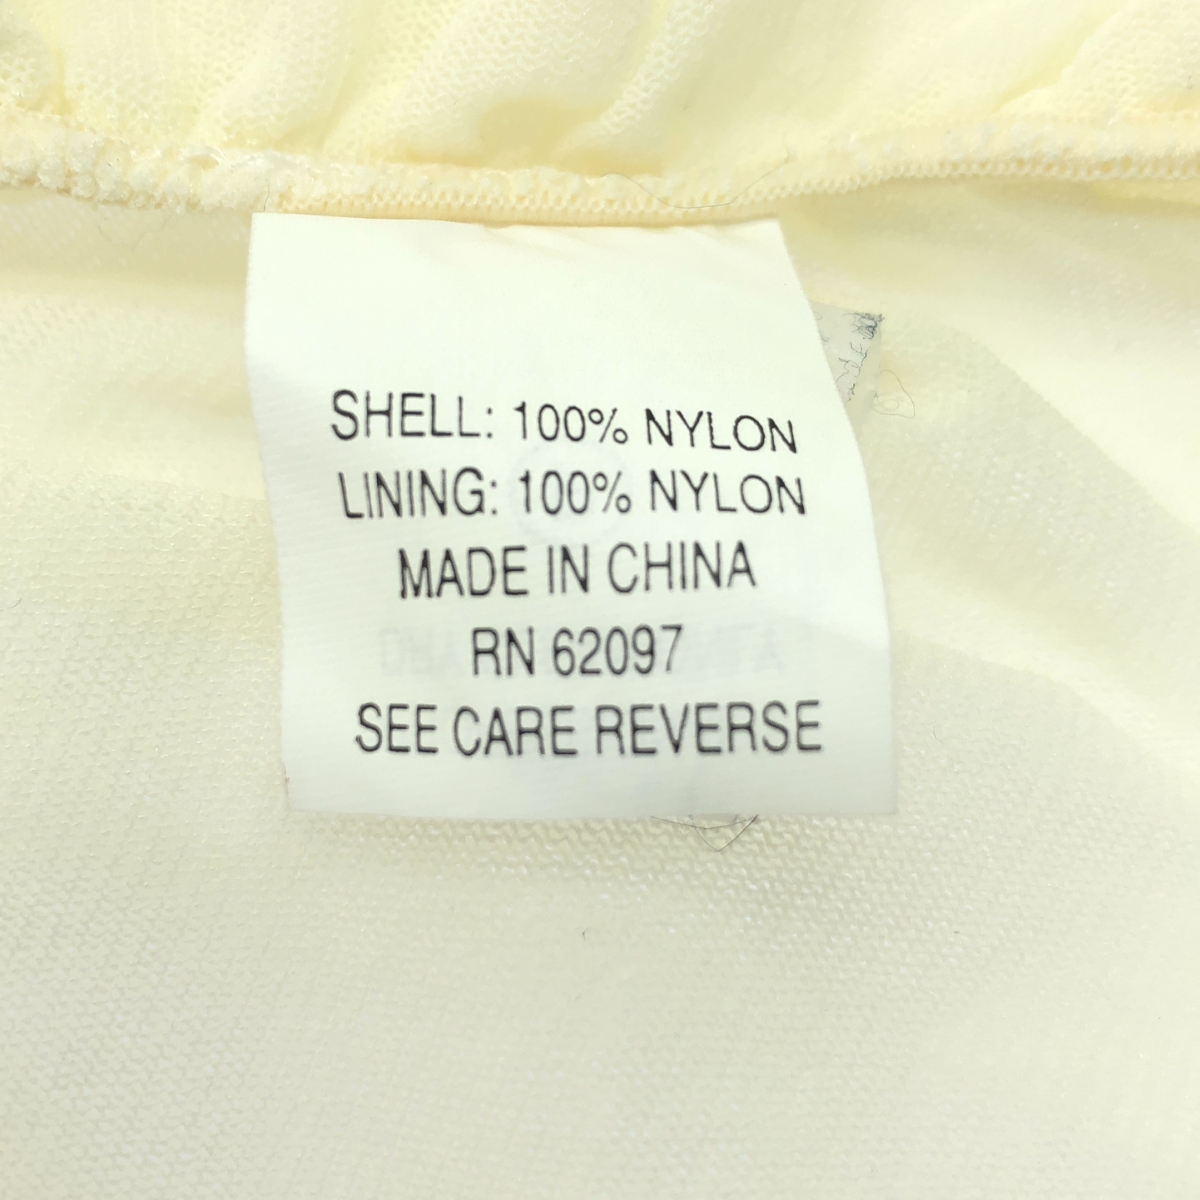 SHELL: 100% NYLON
LINING: 100% NYLON
MADE IN CHINA
RN 62097
SEE CARE REVERSE